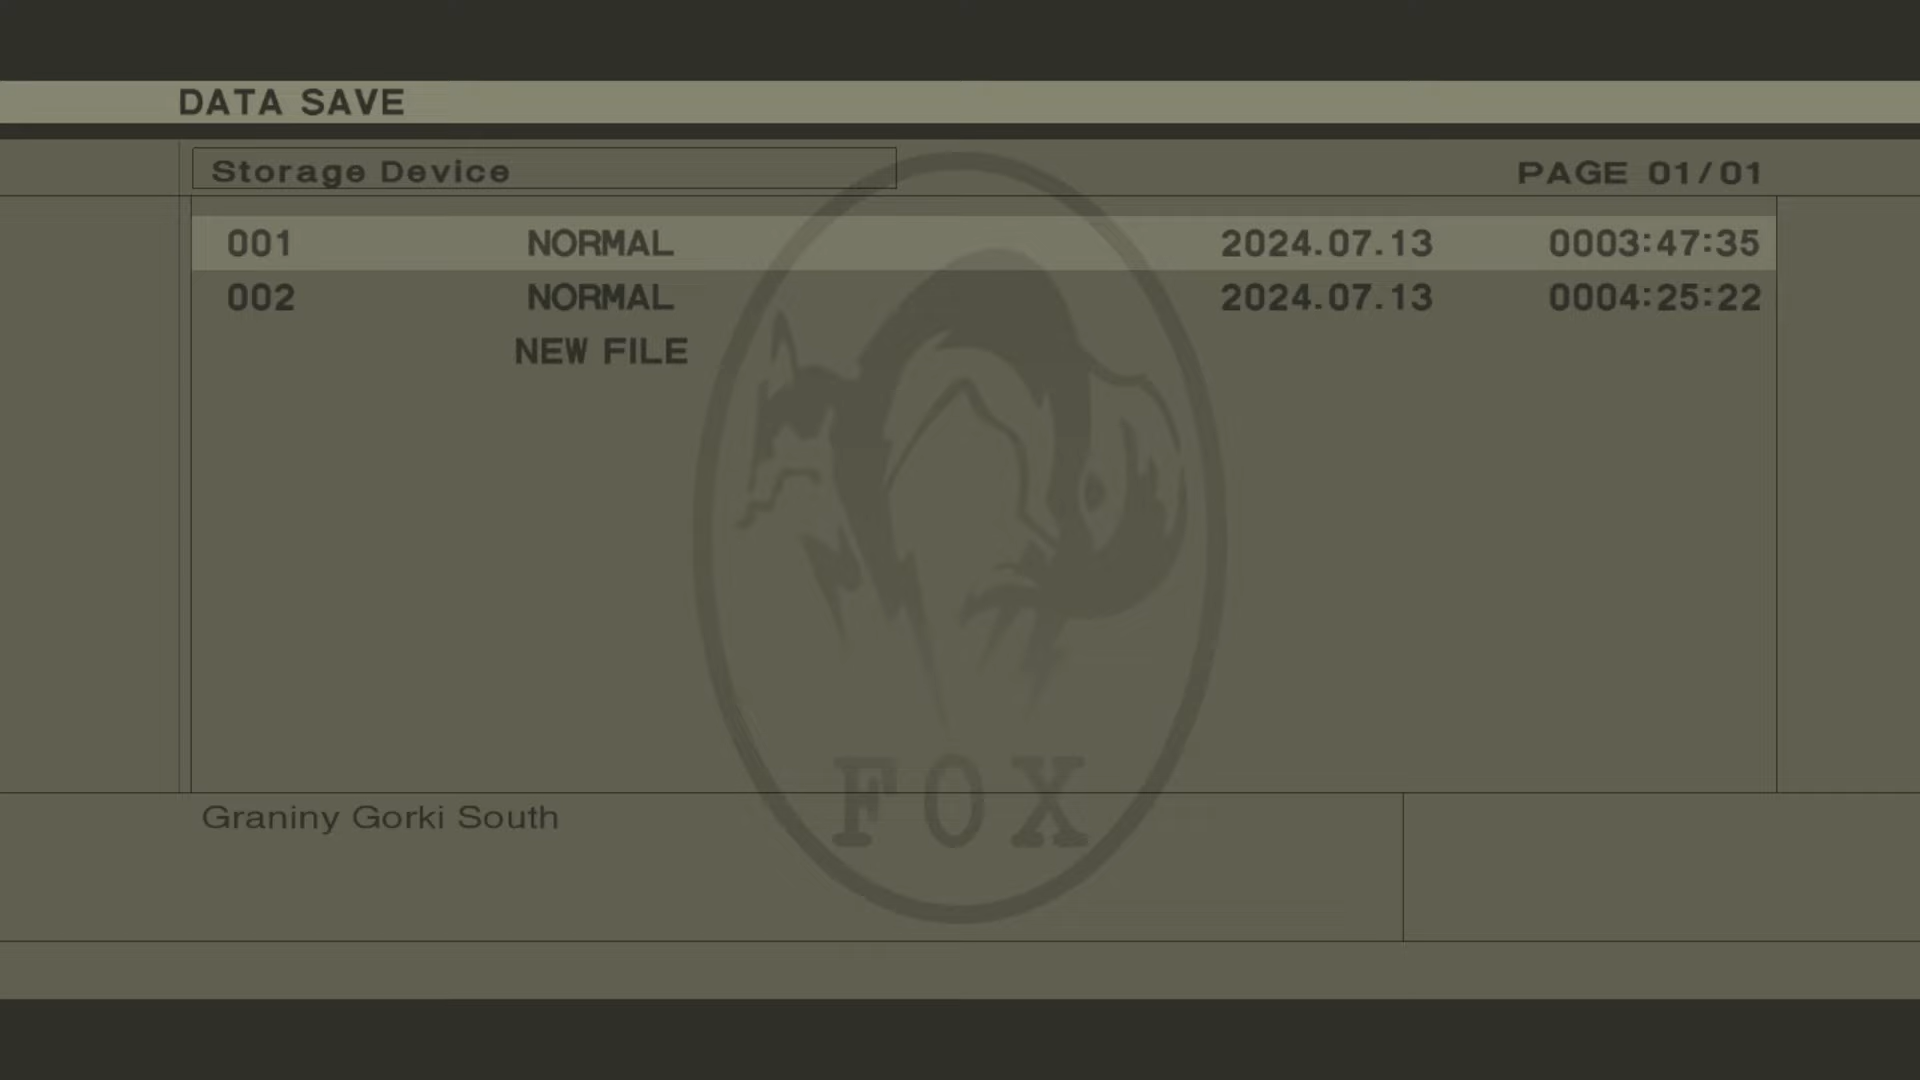 DATA SAVE
Storage Device PAGE 01/01
001 NORMAL 2024.07.13 0003:47:35
002 NORMAL 2024.07.13 0004:25:22
NEW FILE
FOX
Graniny Gorki South